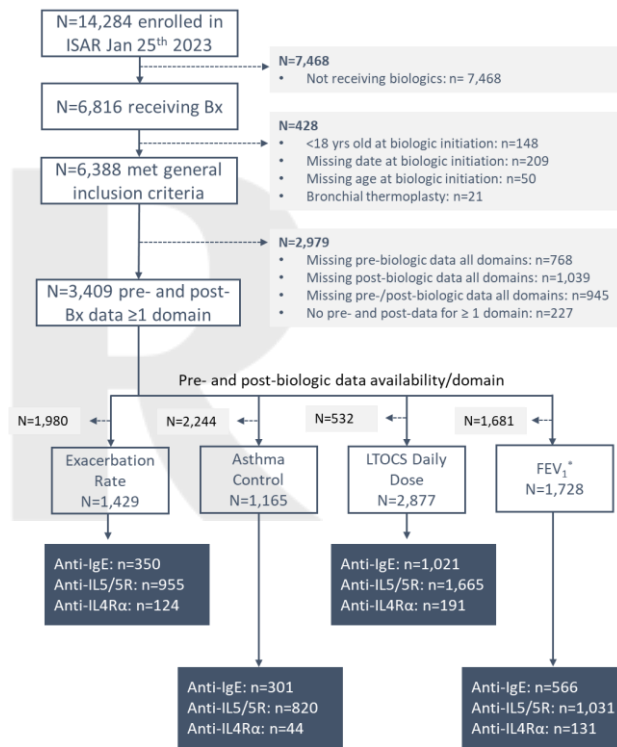 N=14,284 enrolled in
ISAR Jan 25th 2023
N=7,468
• Not receiving biologics: n= 7,468
N=6,816 receiving Bx
N=428
• <18 yrs old at biologic initiation: n=148
• Missing date at biologic initiation: n=209
• Missing age at biologic initiation: n=50
• Bronchial thermoplasty: n=21
N=6,388 met general
inclusion criteria
N=2,979
• Missing pre-biologic data all domains: n=768
• Missing post-biologic data all domains: n=1,039
• Missing pre-/post-biologic data all domains: n=945
• No pre- and post-data for ≥ 1 domain: n=227
N=3,409 pre- and post-
Bx data ≥1 domain
Pre- and post-biologic data availability/domain
N=1,980
N=2,244
N=532
N=1,681
Exacerbation
Rate
N=1,429
Asthma
Control
N=1,165
LTOCS Daily
Dose
N=2,877
FEV1*
N=1,728
Anti-IgE: n=350
Anti-IL5/5R: n=955
Anti-IL4Rα: n=124
Anti-IgE: n=1,021
Anti-IL5/5R: n=1,665
Anti-IL4Rα: n=191
Anti-IgE: n=301
Anti-IL5/5R: n=820
Anti-IL4Rα: n=44
Anti-IgE: n=566
Anti-IL5/5R: n=1,031
Anti-IL4Rα: n=131